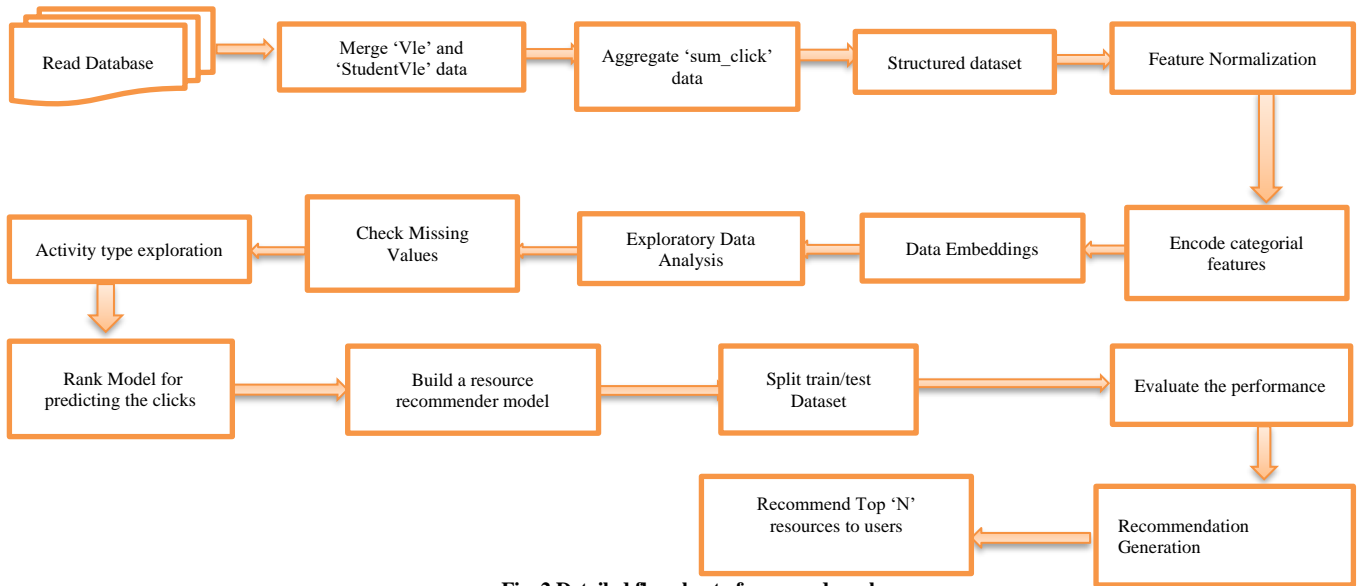 Read Database
Merge ‘Vle’ and
‘StudentVle’ data
Aggregate ‘sum_click’
data
Structured dataset
Feature Normalization
Encode categorial
features
Data Embeddings
Exploratory Data
Analysis
Check Missing
Values
Activity type exploration
Rank Model for
predicting the clicks
Build a resource
recommender model
Split train/test
Dataset
Evaluate the performance
Recommendation
Generation
Recommend Top ‘N’
resources to users